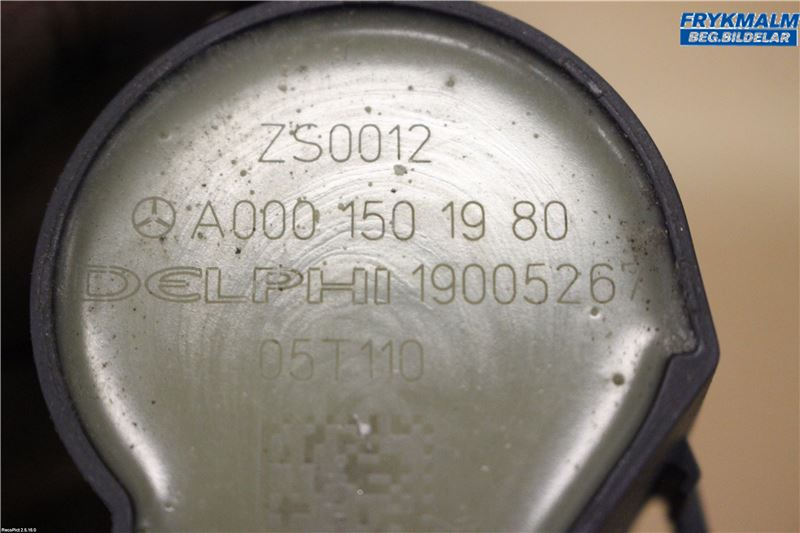 FRYKMALM
BEG.BILDELAR
ZS0012
A000 150 19 80
DELPHI 19005267
05T110